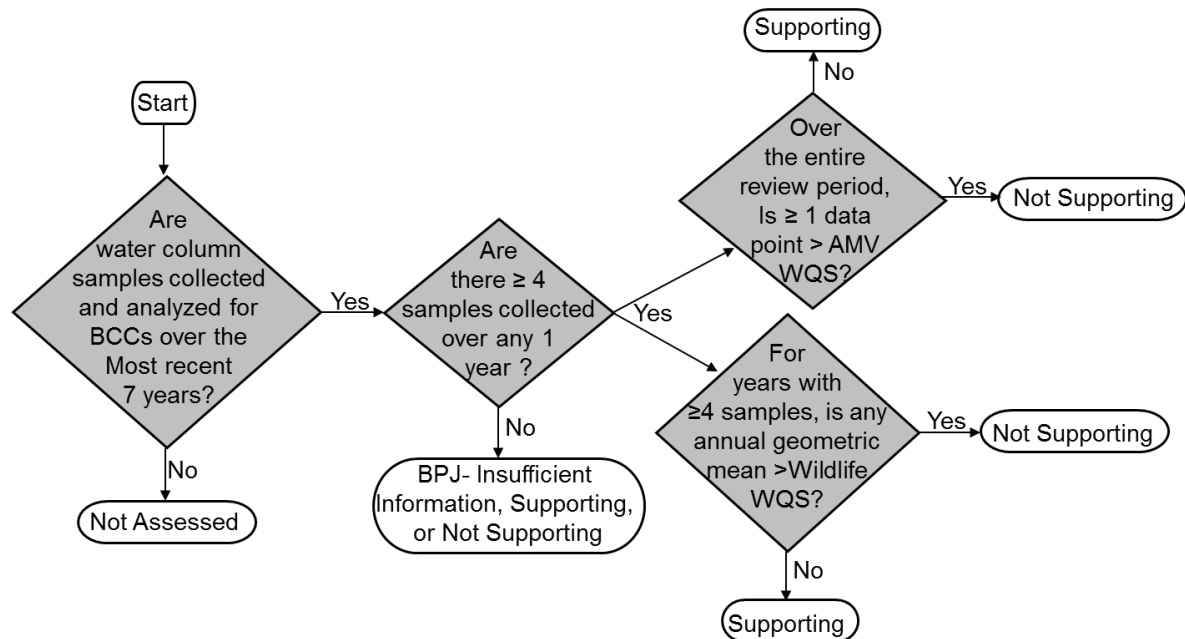 Start
Are
water column
samples collected
and analyzed for
BCCs over the
Most recent
7 years?
No
Not Assessed
Yes
Are
there ≥ 4
samples collected
over any 1
year ?
No
BPJ- Insufficient
Information, Supporting,
or Not Supporting
Yes
Supporting
No
Over
the entire
review period,
Is ≥ 1 data
point > AMV
WQS?
Yes
Not Supporting
For
years with
≥4 samples, is any
annual geometric
mean >Wildlife
WQS?
Yes
Not Supporting
No
Supporting